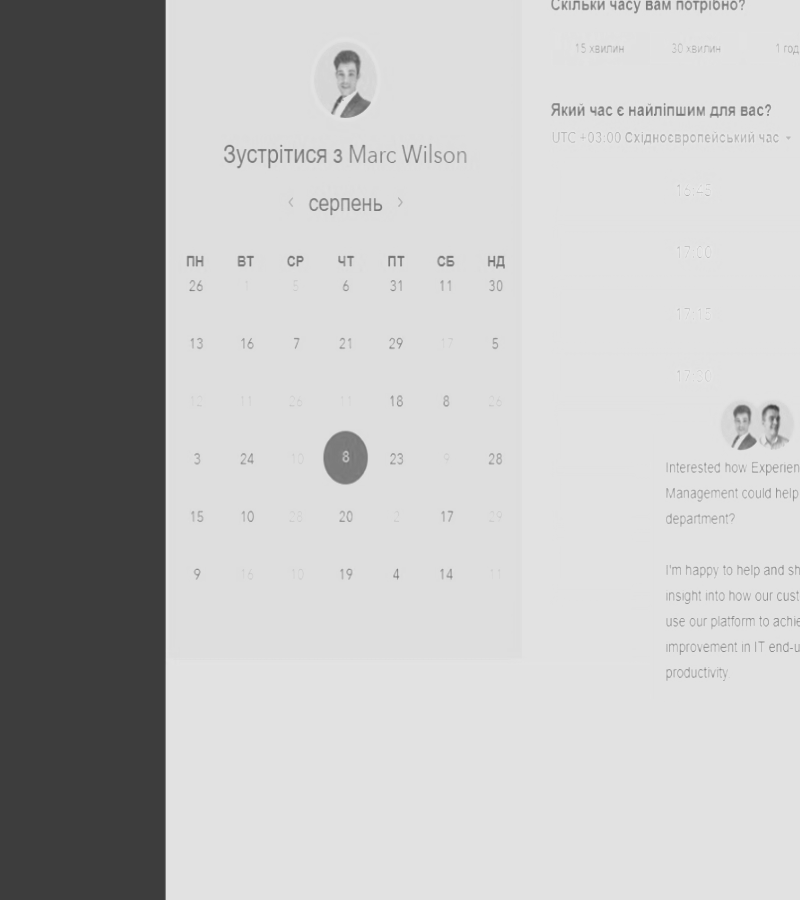 Скільки часу вам потрібно?
15 хвилин 30 хвилин 1 год
Зустрітися з Marc Wilson
‹ серпень ›
ПН ВТ СР ЧТ ПТ СБ НД
26 1 5 6 31 11 30
13 16 7 21 29 17 5
12 11 26 11 18 8 26
3 24 10 8 23 9 28
15 10 28 20 2 17 29
9 16 10 19 4 14 11
Який час є найліпшим для вас?
UTC +03:00 Східноєвропейський час
16:45
17:00
17:15
17:30
Interested how Experien
Management could help
department?
I'm happy to help and sh
insight into how our cust
use our platform to achie
improvement in IT end-u
productivity